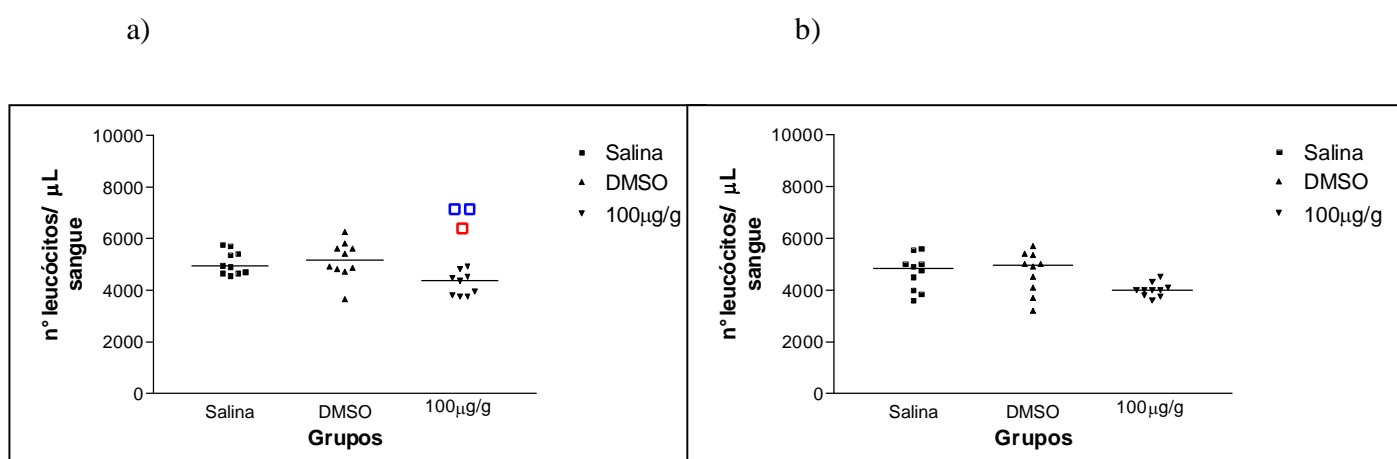 a)
b)
10000
8000
6000
4000
2000
0
n° leucócitos/ μL
sangue
Salina
DMSO
100μg/g
Grupos
Salina
DMSO
100μg/g
10000
8000
6000
4000
2000
0
n° leucócitos/ μL
sangue
Salina
DMSO
100μg/g
Grupos
Salina
DMSO
100μg/g